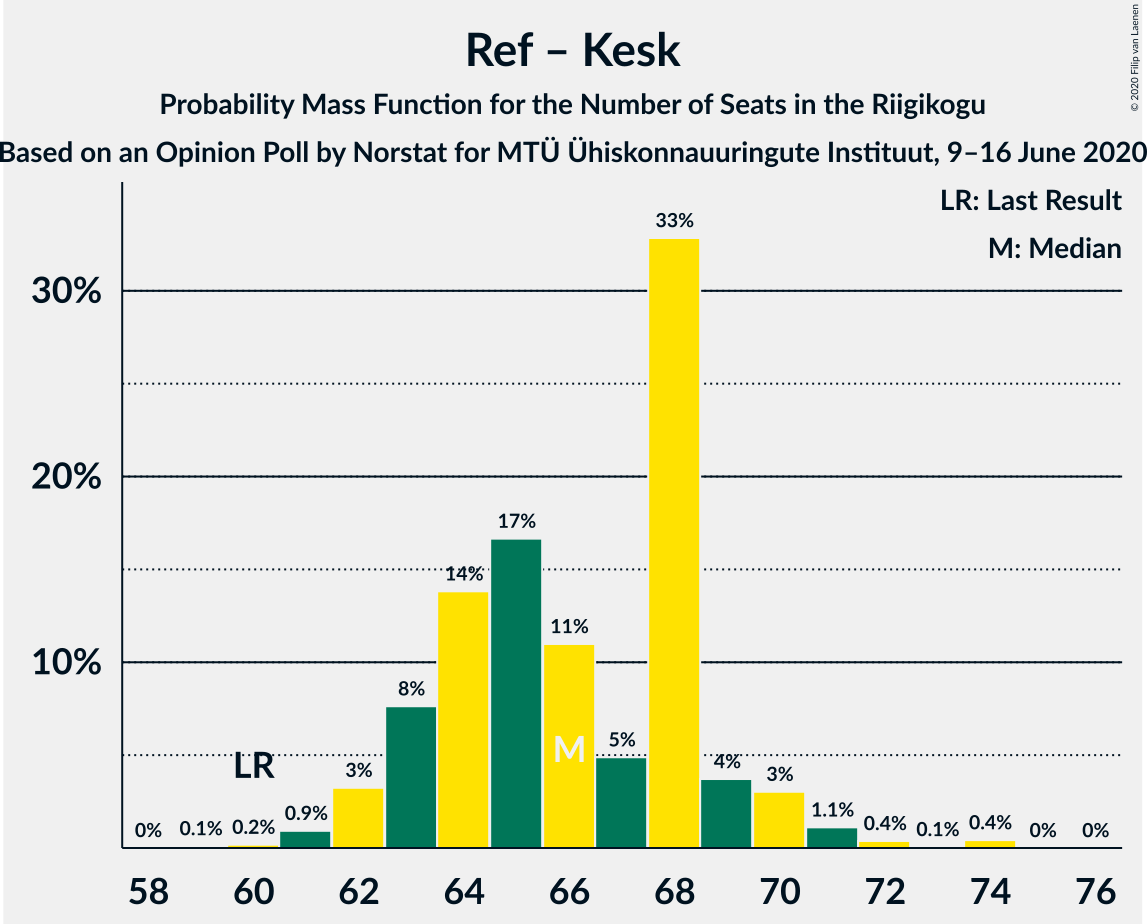 Ref – Kesk
Probability Mass Function for the Number of Seats in the Riigikogu
Based on an Opinion Poll by Norstat for MTÜ Ühiskonnauuringute Instituut, 9–16 June 2020
© 2020 Filip van Laenen
LR: Last Result
M: Median
30%
20%
10%
0%
0.1%
0.2%
0.9%
3%
8%
14%
17%
11%
5%
33%
4%
3%
1.1%
0.4%
0.1%
0.4%
0%
0%
LR
M
58 60 62 64 66 68 70 72 74 76